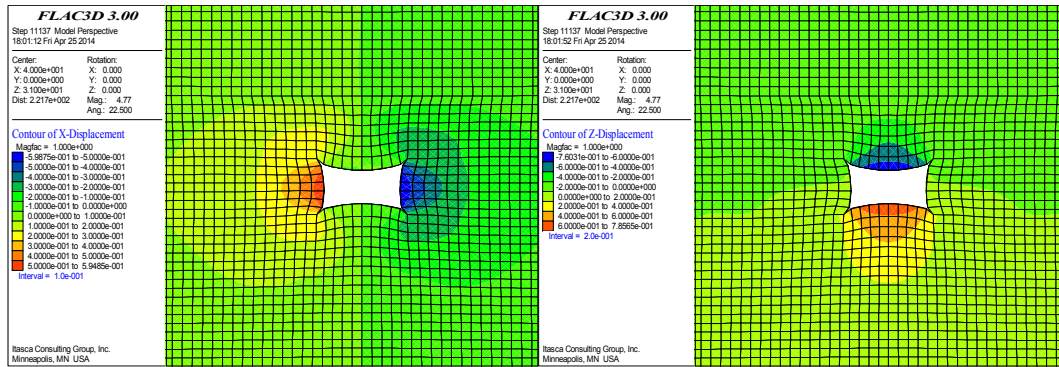 FLAC3D 3.00
Step 11137 Model Perspective
18:01:12 Fri Apr 25 2014
Center: Rotation:
X: 4.000e+001 X: 0.000
Y: 0.000e+000 Y: 0.000
Z: 3.100e+001 Z: 0.000
Dist: 2.217e+002 Mag.: 4.77
Ang.: 22.500
Contour of X-Displacement
Magfac = 1.000e+000
-5.9875e-001 to -5.0000e-001
-5.0000e-001 to -4.0000e-001
-4.0000e-001 to -3.0000e-001
-3.0000e-001 to -2.0000e-001
-2.0000e-001 to -1.0000e-001
-1.0000e-001 to 0.0000e+000
0.0000e+000 to 1.0000e-001
1.0000e-001 to 2.0000e-001
2.0000e-001 to 3.0000e-001
3.0000e-001 to 4.0000e-001
4.0000e-001 to 5.0000e-001
5.0000e-001 to 5.9485e-001
Interval = 1.0e-001
Itasca Consulting Group, Inc.
Minneapolis, MN USA
FLAC3D 3.00
Step 11137 Model Perspective
18:01:52 Fri Apr 25 2014
Center: Rotation:
X: 4.000e+001 X: 0.000
Y: 0.000e+000 Y: 0.000
Z: 3.100e+001 Z: 0.000
Dist: 2.217e+002 Mag.: 4.77
Ang.: 22.500
Contour of Z-Displacement
Magfac = 1.000e+000
-7.6031e-001 to -6.0000e-001
-6.0000e-001 to -4.0000e-001
-4.0000e-001 to -2.0000e-001
-2.0000e-001 to 0.0000e+000
0.0000e+000 to 2.0000e-001
2.0000e-001 to 4.0000e-001
4.0000e-001 to 6.0000e-001
6.0000e-001 to 7.8565e-001
Interval = 2.0e-001
Itasca Consulting Group, Inc.
Minneapolis, MN USA